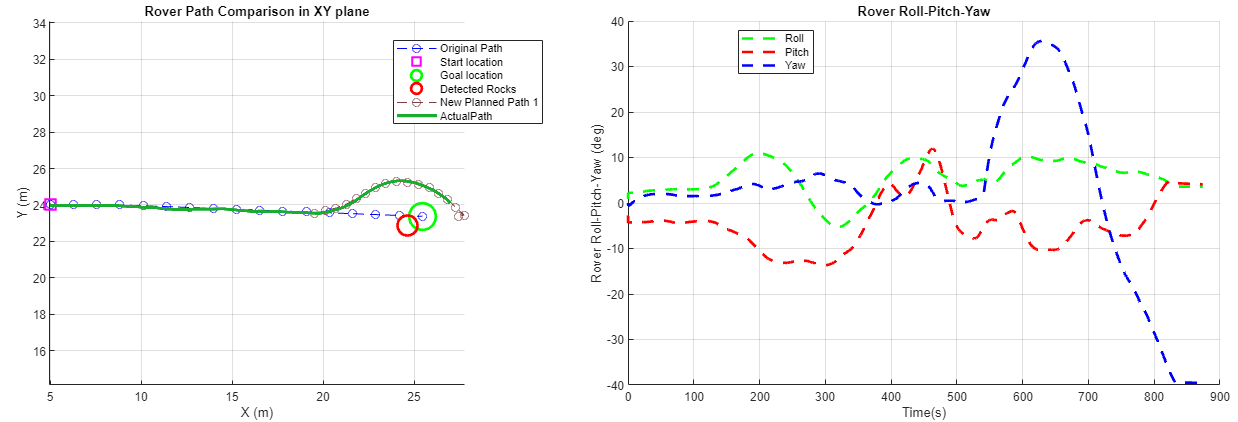 Rover Path Comparison in XY plane
34
32
30
28
26
24
22
20
18
16
Y (m)
5
10
15
20
25
X (m)
Original Path
Start location
Goal location
Detected Rocks
New Planned Path 1
ActualPath
Rover Roll-Pitch-Yaw
40
30
20
10
0
-10
-20
-30
-40
Rover Roll-Pitch-Yaw (deg)
0
100
200
300
400
500
600
700
800
900
Time(s)
Roll
Pitch
Yaw